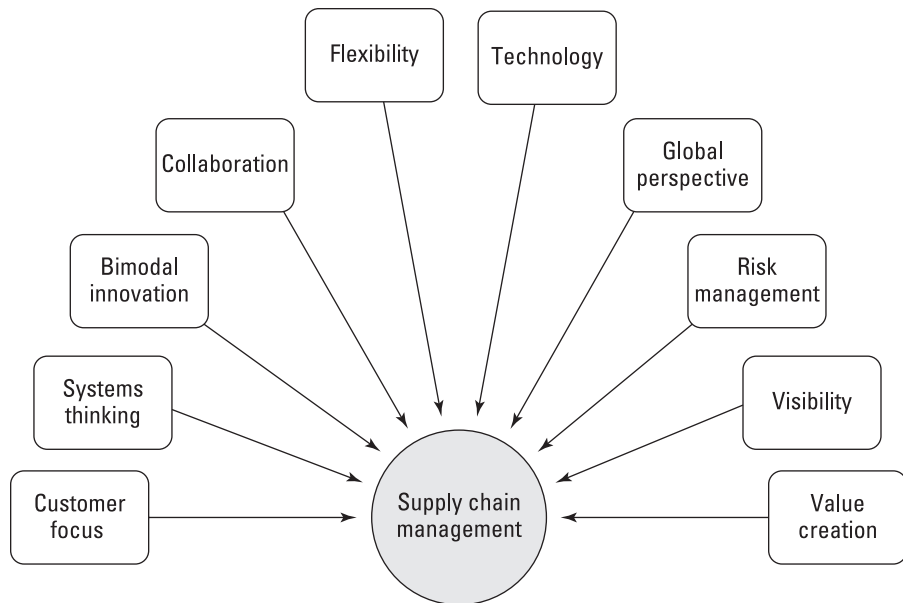 Flexibility
Technology
Collaboration
Global
perspective
Bimodal
innovation
Risk
management
Systems
thinking
Visibility
Customer
focus
Supply chain
management
Value
creation